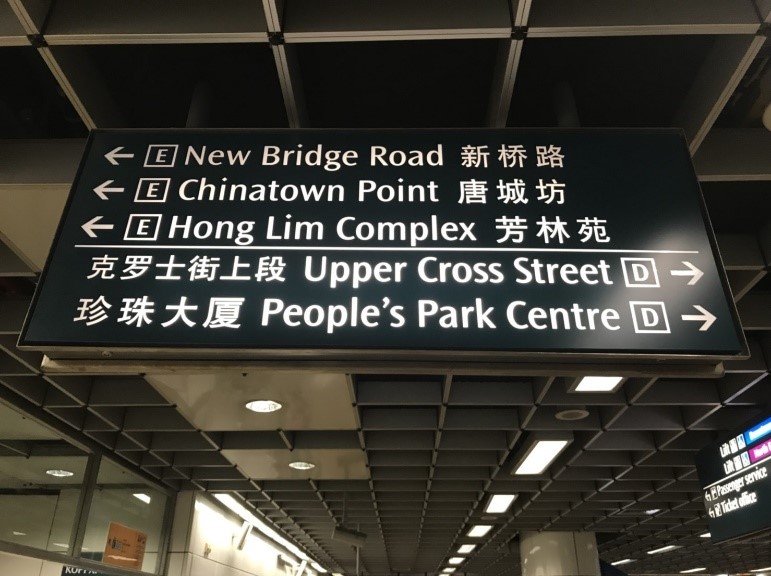 ← E New Bridge Road 新桥路
← E Chinatown Point 唐城坊
← E Hong Lim Complex 芳林苑
克罗士街上段 Upper Cross Street D →
珍珠大厦 People's Park Centre D →
Passenger service
Ticket office